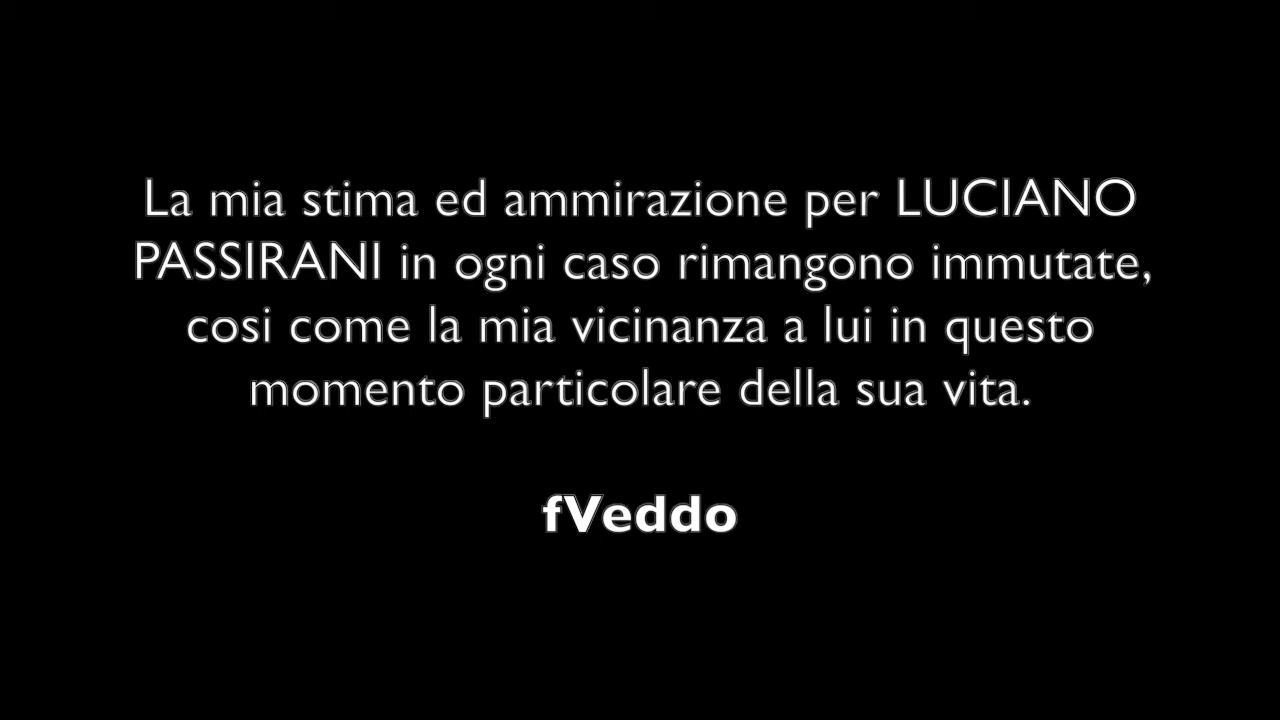 La mia stima ed ammirazione per LUCIANO
PASSIRANI in ogni caso rimangono immutate,
cosi come la mia vicinanza a lui in questo
momento particolare della sua vita.
fVeddo